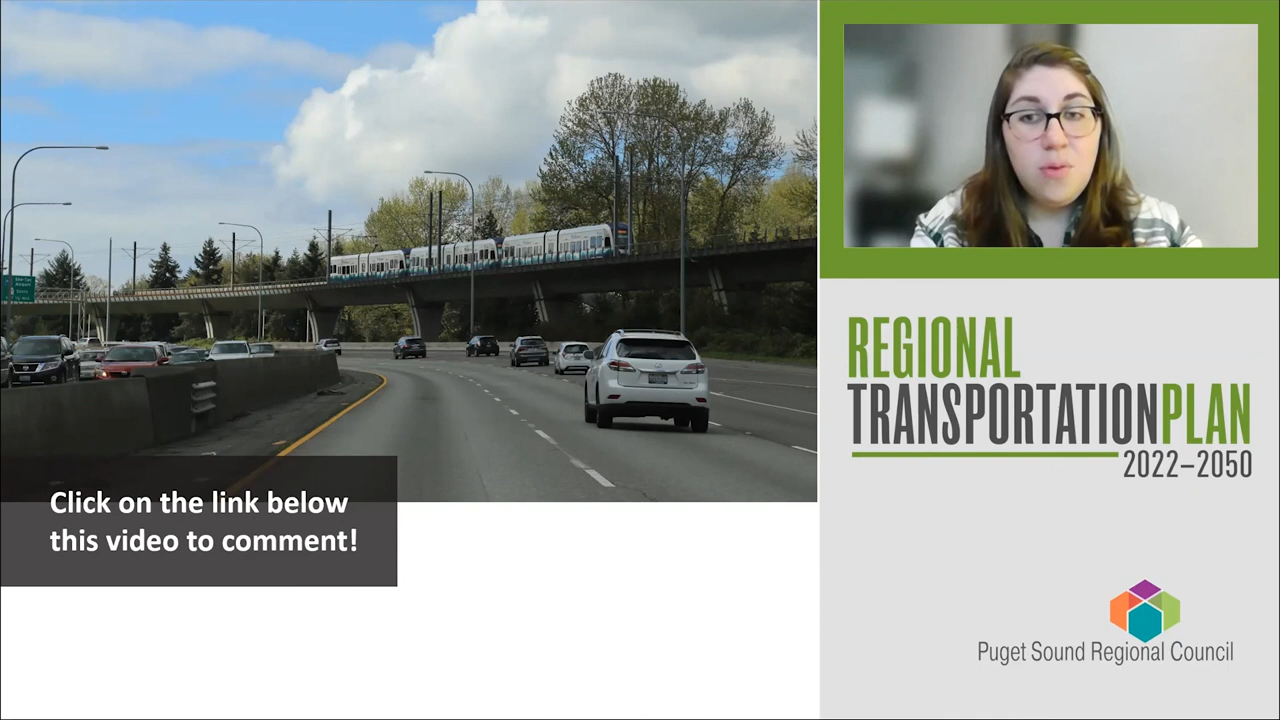 Click on the link below
this video to comment!
REGIONAL
TRANSPORTATIONPLAN
2022–2050
Puget Sound Regional Council